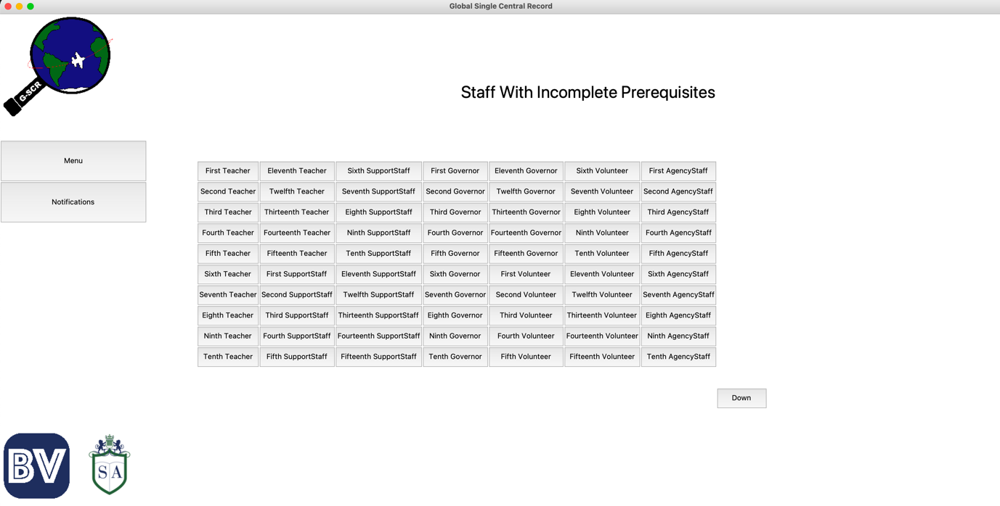 Global Single Central Record
G-SCR
Staff With Incomplete Prerequisites
Menu
Notifications
First Teacher Eleventh Teacher Sixth SupportStaff First Governor Eleventh Governor Sixth Volunteer First AgencyStaff
Second Teacher Twelfth Teacher Seventh SupportStaff Second Governor Twelfth Governor Seventh Volunteer Second AgencyStaff
Third Teacher Thirteenth Teacher Eighth SupportStaff Third Governor Thirteenth Governor Eighth Volunteer Third AgencyStaff
Fourth Teacher Fourteenth Teacher Ninth SupportStaff Fourth Governor Fourteenth Governor Ninth Volunteer Fourth AgencyStaff
Fifth Teacher Fifteenth Teacher Tenth SupportStaff Fifth Governor Fifteenth Governor Tenth Volunteer Fifth AgencyStaff
Sixth Teacher First SupportStaff Eleventh SupportStaff Sixth Governor First Volunteer Eleventh Volunteer Sixth AgencyStaff
Seventh Teacher Second SupportStaff Twelfth SupportStaff Seventh Governor Second Volunteer Twelfth Volunteer Seventh AgencyStaff
Eighth Teacher Third SupportStaff Thirteenth SupportStaff Eighth Governor Third Volunteer Thirteenth Volunteer Eighth AgencyStaff
Ninth Teacher Fourth SupportStaff Fourteenth SupportStaff Ninth Governor Fourth Volunteer Fourteenth Volunteer Ninth AgencyStaff
Tenth Teacher Fifth SupportStaff Fifteenth SupportStaff Tenth Governor Fifth Volunteer Fifteenth Volunteer Tenth AgencyStaff
Down
BV
S A